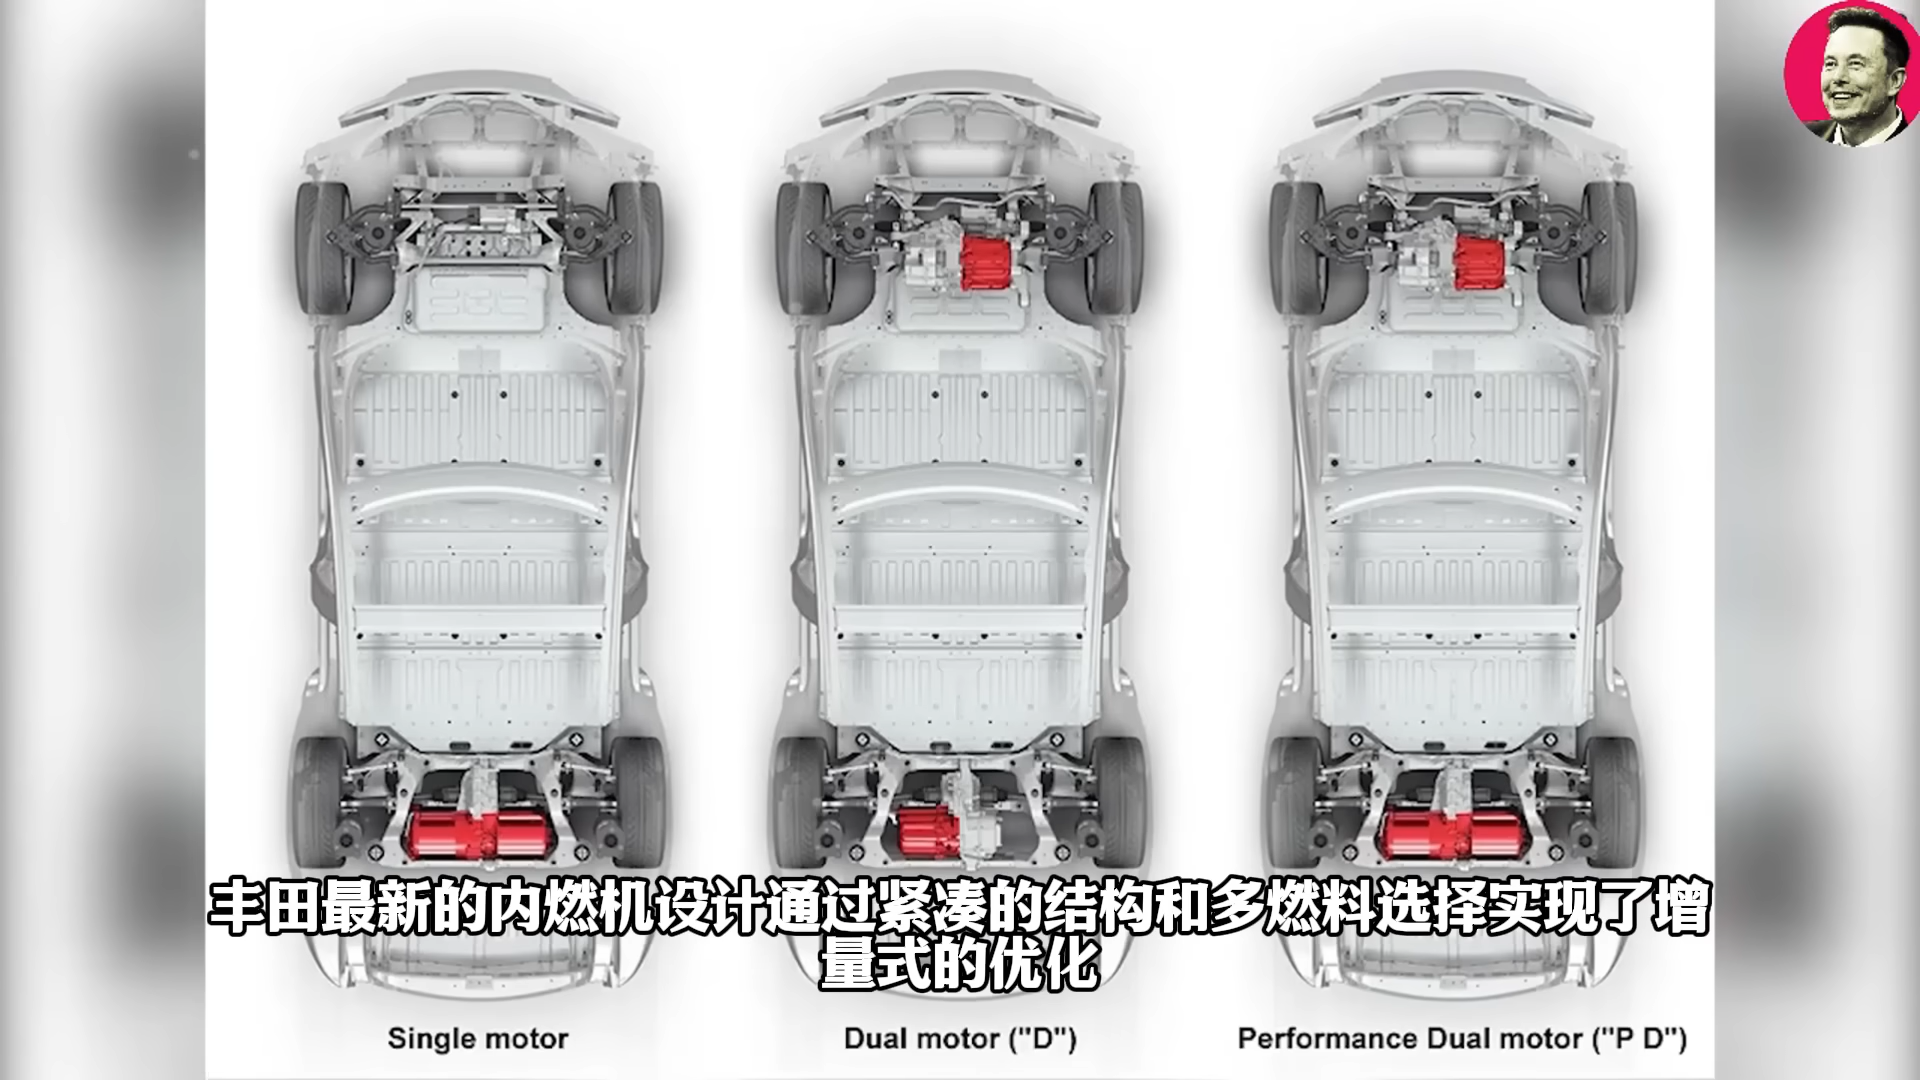 丰田最新的内燃机设计通过紧凑的结构和多燃料选择实现了增
量式的优化
Single motor
Dual motor ("D")
Performance Dual motor ("P D")